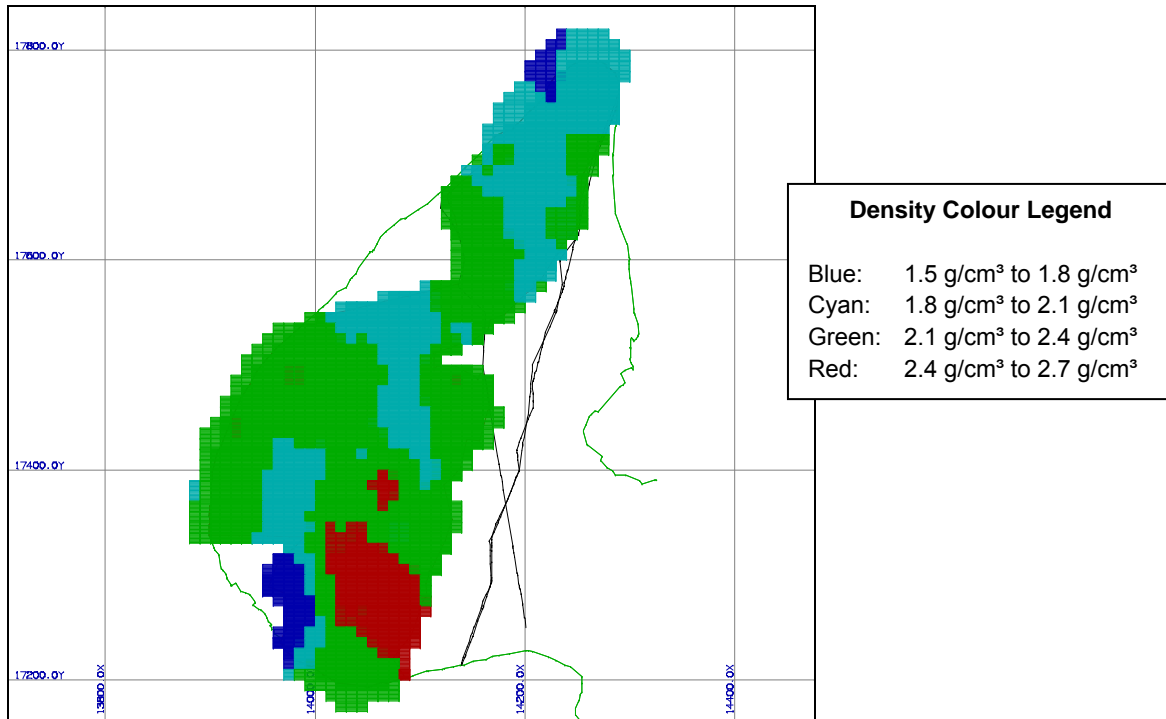 17800.0Y
17600.0Y
17400.0Y
17200.0Y
13800.0X
14000.0X
14200.0X
14400.0X
Density Colour Legend
Blue: 1.5 g/cm³ to 1.8 g/cm³
Cyan: 1.8 g/cm³ to 2.1 g/cm³
Green: 2.1 g/cm³ to 2.4 g/cm³
Red: 2.4 g/cm³ to 2.7 g/cm³